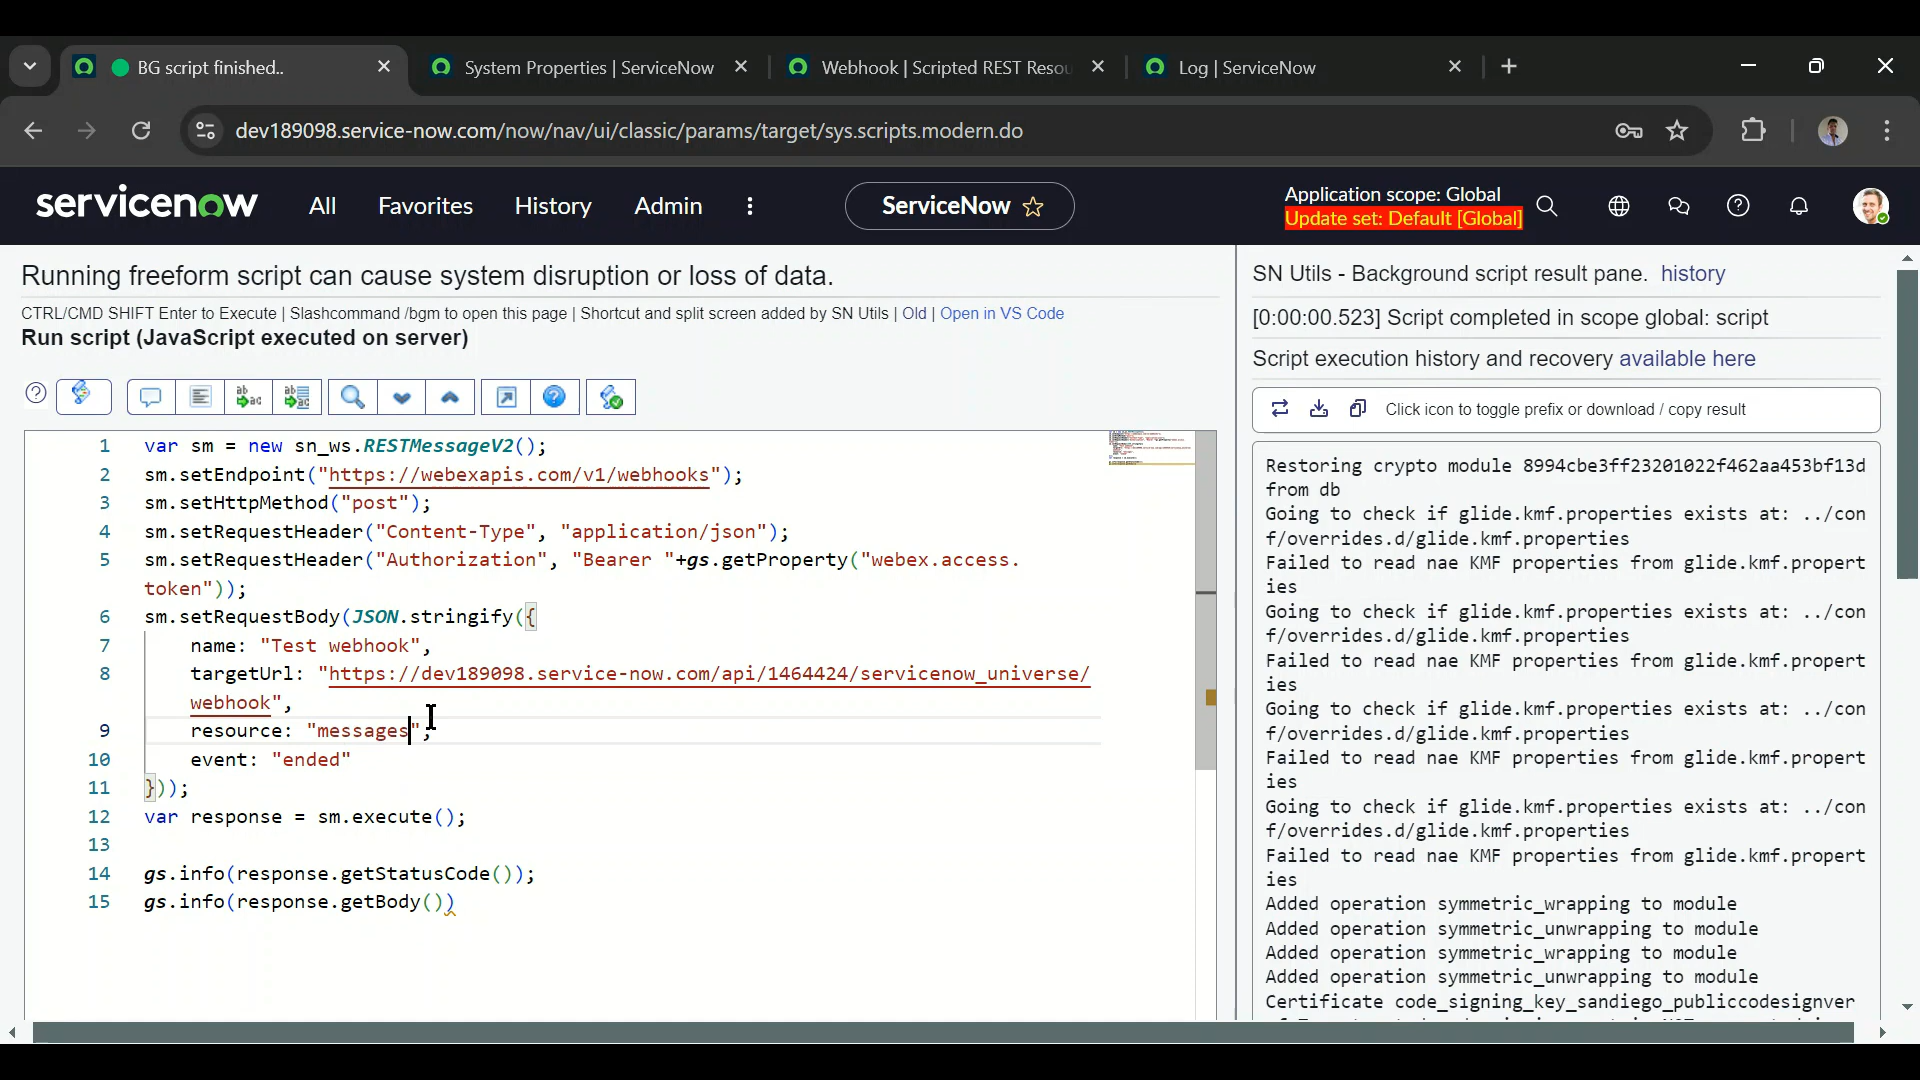 BG script finished..
System Properties | ServiceNow
Webhook | Scripted REST Resou
Log | ServiceNow
dev189098.service-now.com/now/nav/ui/classic/params/target/sys.scripts.modern.do
servicenow
All
Favorites
History
Admin
ServiceNow
Application scope: Global
Update set: Default [Global]
Running freeform script can cause system disruption or loss of data.
CTRL/CMD SHIFT Enter to Execute | Slashcommand /bgm to open this page | Shortcut and split screen added by SN Utils | Old | Open in VS Code
Run script (JavaScript executed on server)
1 var sm = new sn_ws.RESTMessageV2();
2 sm.setEndpoint("https://webexapis.com/v1/webhooks");
3 sm.setHttpMethod("post");
4 sm.setRequestHeader("Content-Type", "application/json");
5 sm.setRequestHeader("Authorization", "Bearer "+gs.getProperty("webex.access.
token"));
6 sm.setRequestBody(JSON.stringify({
7 name: "Test webhook",
8 targetUrl: "https://dev189098.service-now.com/api/1464424/servicenow_universe/
webhook",
9 resource: "messages",
10 event: "ended"
11 }));
12 var response = sm.execute();
13
14 gs.info(response.getStatusCode());
15 gs.info(response.getBody())
SN Utils - Background script result pane. history
[0:00:00.523] Script completed in scope global: script
Script execution history and recovery available here
Click icon to toggle prefix or download / copy result
Restoring crypto module 8994cbe3ff23201022f462aa453bf13d
from db
Going to check if glide.kmf.properties exists at: ../con
f/overrides.d/glide.kmf.properties
Failed to read nae KMF properties from glide.kmf.propert
ies
Going to check if glide.kmf.properties exists at: ../con
f/overrides.d/glide.kmf.properties
Failed to read nae KMF properties from glide.kmf.propert
ies
Going to check if glide.kmf.properties exists at: ../con
f/overrides.d/glide.kmf.properties
Failed to read nae KMF properties from glide.kmf.propert
ies
Going to check if glide.kmf.properties exists at: ../con
f/overrides.d/glide.kmf.properties
Failed to read nae KMF properties from glide.kmf.propert
ies
Added operation symmetric_wrapping to module
Added operation symmetric_unwrapping to module
Added operation symmetric_wrapping to module
Added operation symmetric_unwrapping to module
Certificate code_signing_key_sandiego_publiccodesignver